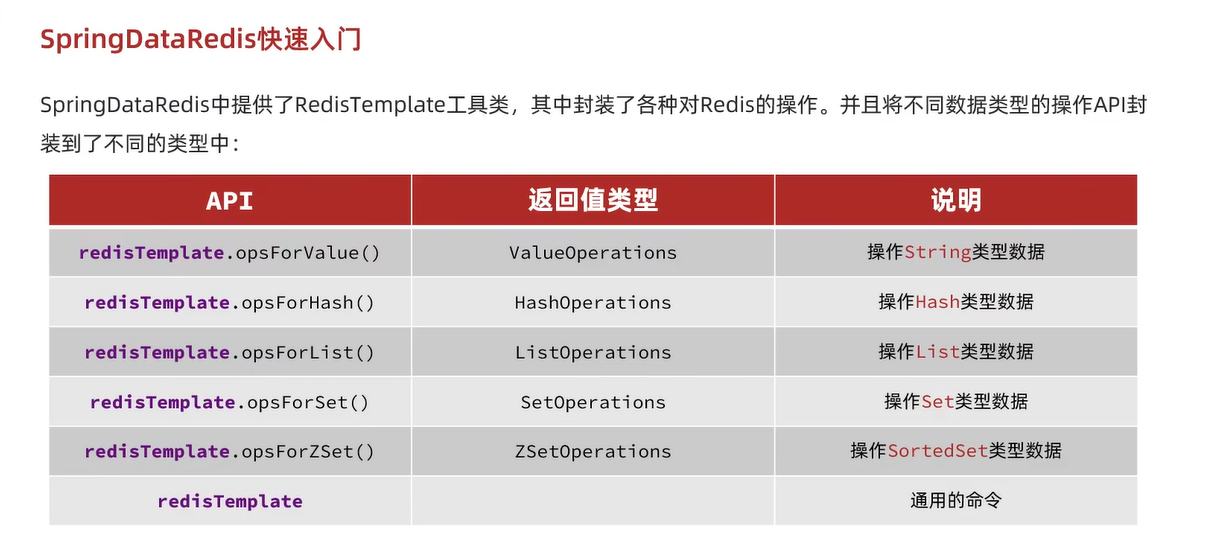 SpringDataRedis快速入门
SpringDataRedis中提供了RedisTemplate工具类，其中封装了各种对Redis的操作。并且将不同数据类型的操作API封
装到了不同的类型中：
API 返回值类型 说明
redisTemplate.opsForValue() ValueOperations 操作String类型数据
redisTemplate.opsForHash() HashOperations 操作Hash类型数据
redisTemplate.opsForList() ListOperations 操作List类型数据
redisTemplate.opsForSet() SetOperations 操作Set类型数据
redisTemplate.opsForZSet() ZSetOperations 操作SortedSet类型数据
redisTemplate 通用的命令